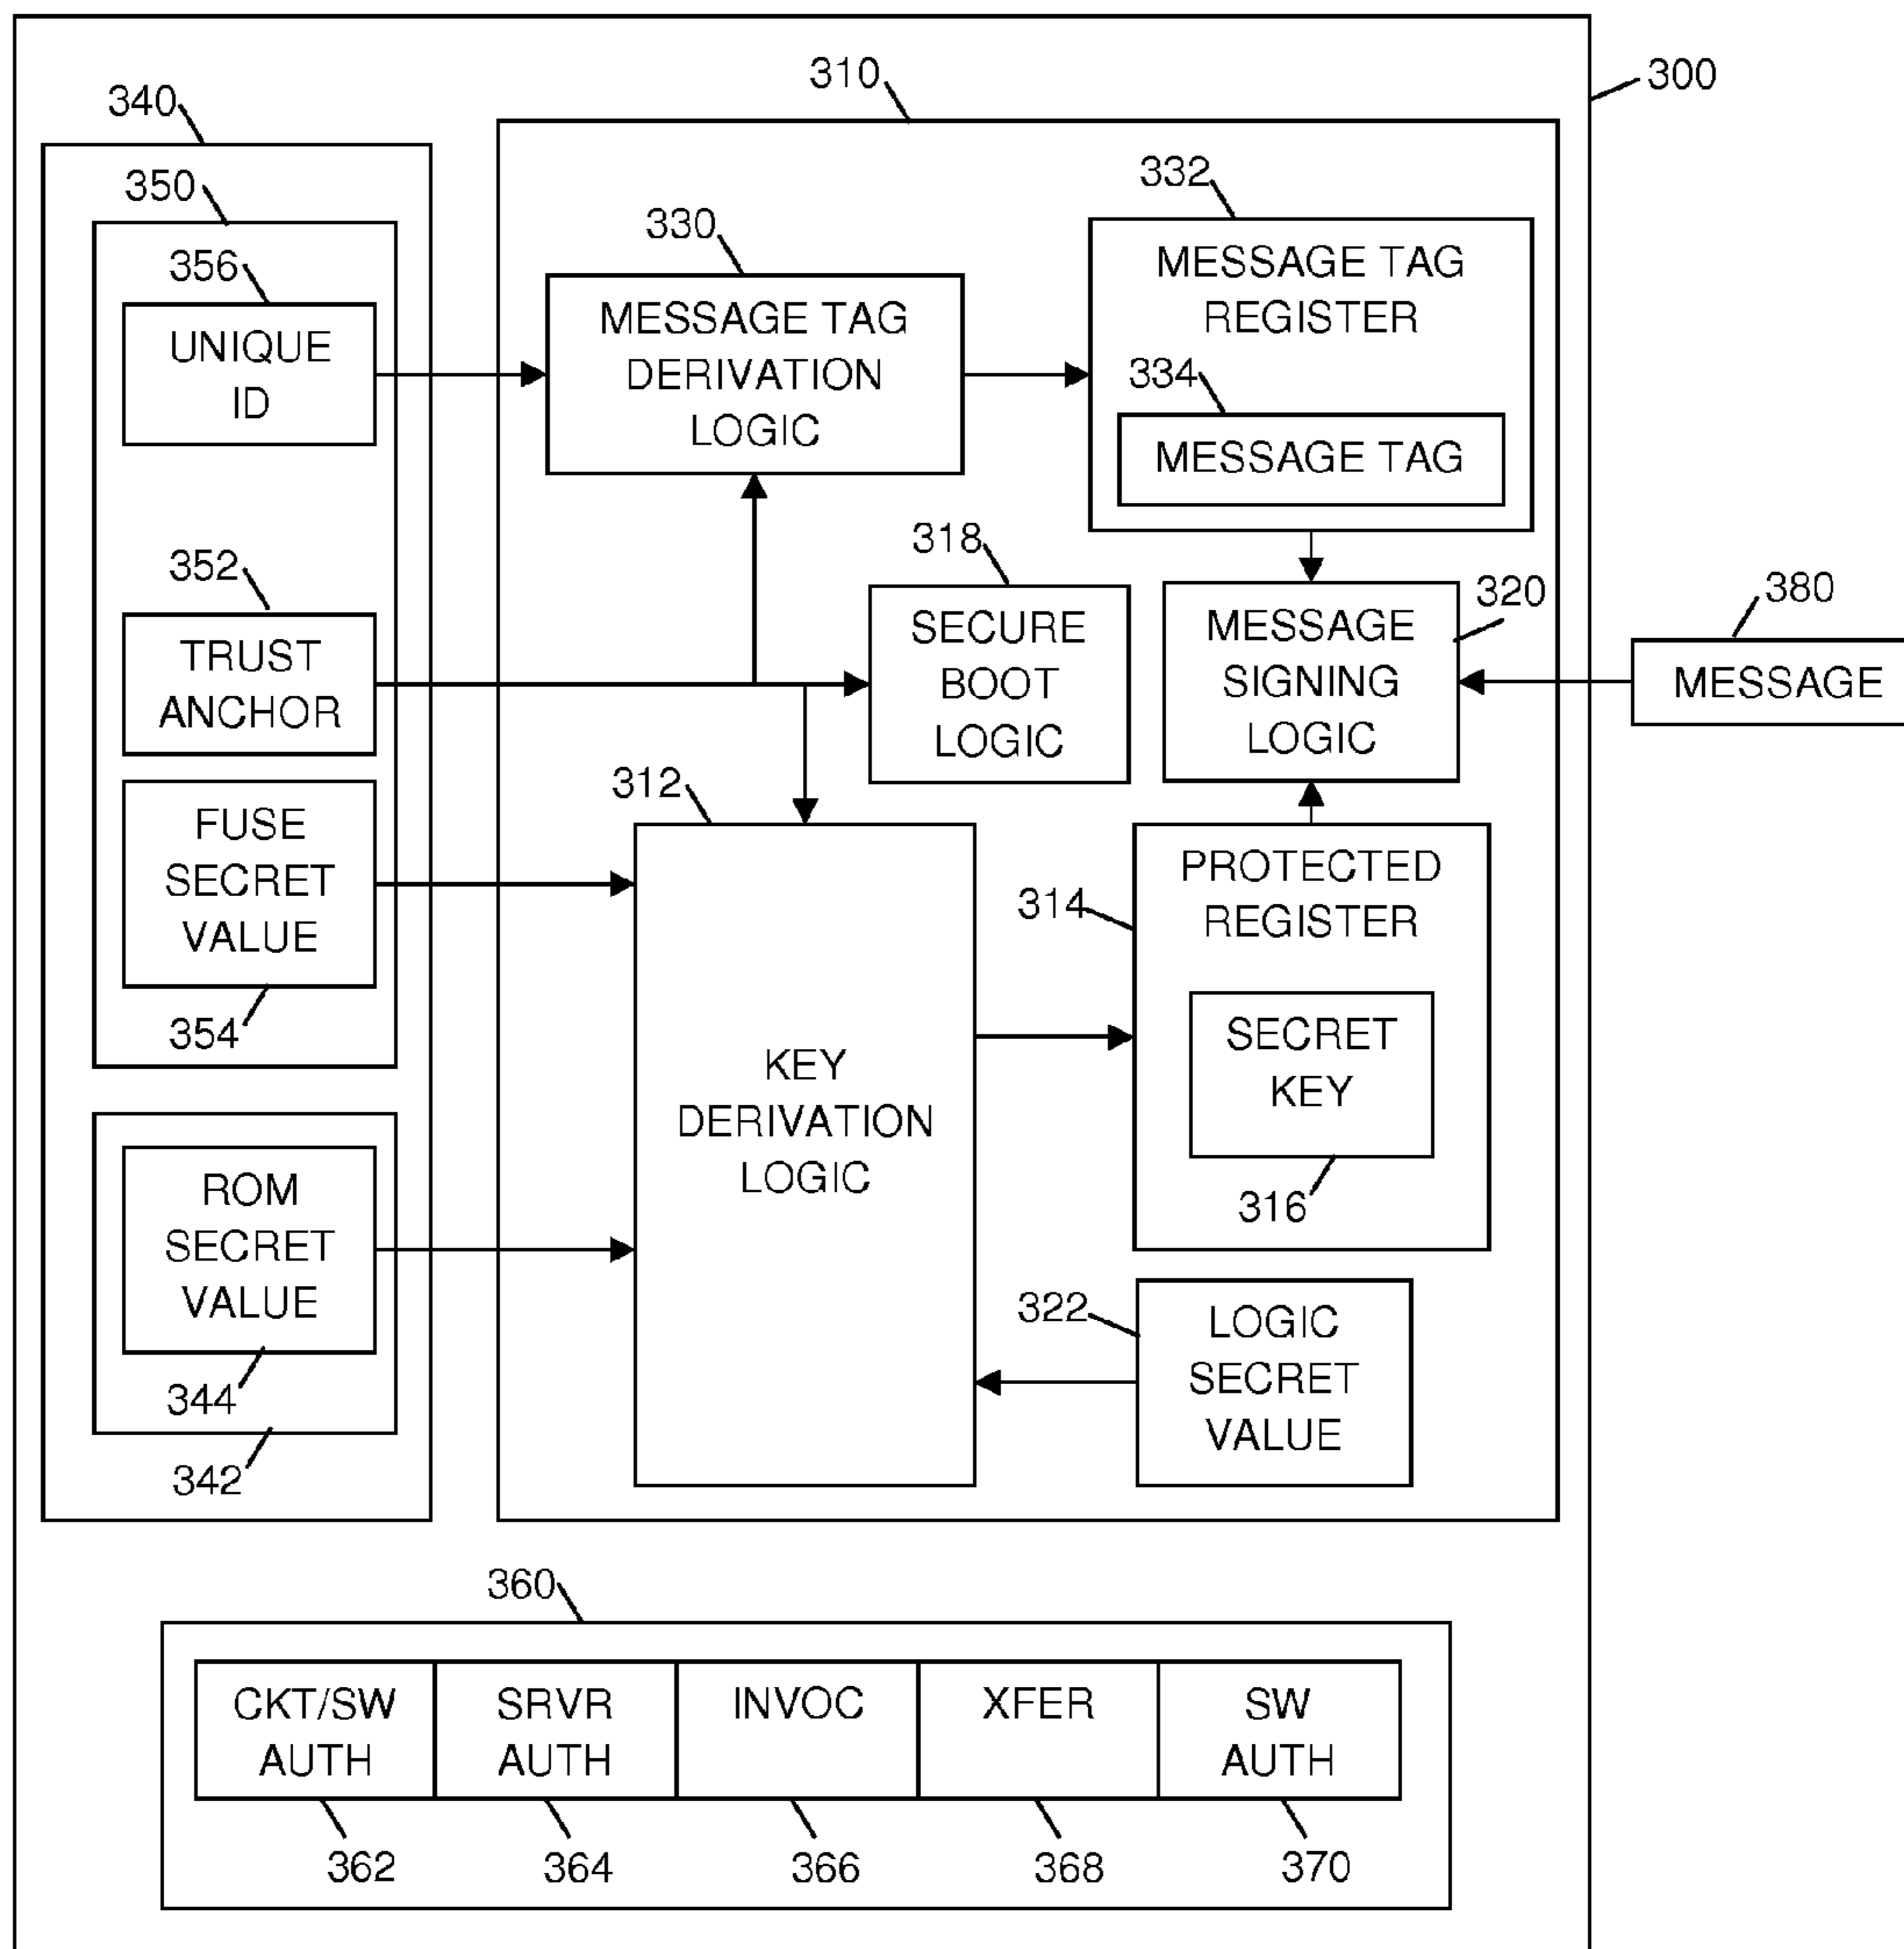 310
300
340
350
332
330
356
MESSAGE TAG
REGISTER
MESSAGE TAG
DERIVATION
LOGIC
UNIQUE
ID
334
MESSAGE TAG
318
352
320
380
SECURE
BOOT
LOGIC
MESSAGE
SIGNING
LOGIC
TRUST
ANCHOR
MESSAGE
312
FUSE
SECRET
VALUE
PROTECTED
REGISTER
314
354
SECRET
KEY
KEY
DERIVATION
LOGIC
ROM
SECRET
VALUE
316
322
LOGIC
SECRET
VALUE
344
342
360
CKT/SW
AUTH
SRVR
AUTH
INVOC
XFER
SW
AUTH
362
364
366
368
370